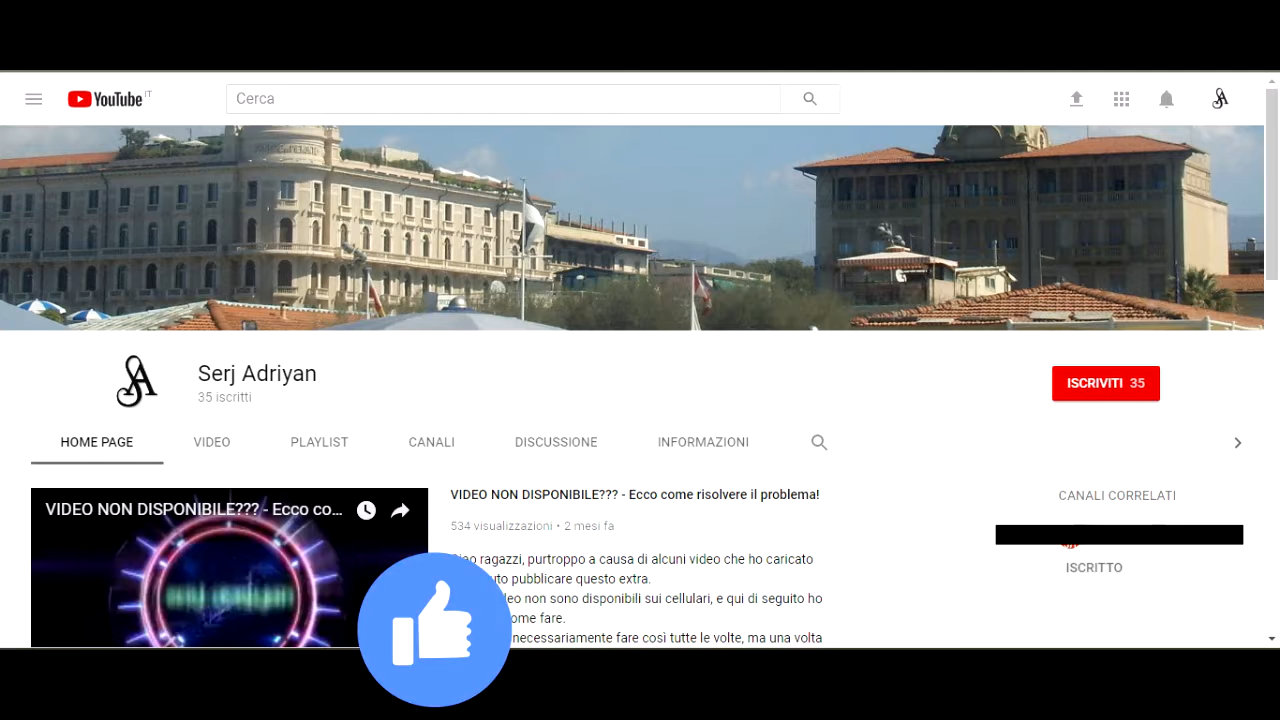 YouTube IT
Cerca
Serj Adriyan
35 iscritti
ISCRIVITI 35
HOME PAGE VIDEO PLAYLIST CANALI DISCUSSIONE INFORMAZIONI
VIDEO NON DISPONIBILE??? - Ecco co...
VIDEO NON DISPONIBILE??? - Ecco come risolvere il problema!
534 visualizzazioni • 2 mesi fa
ragazzi, purtroppo a causa di alcuni video che ho caricato
pubblicare questo extra.
non sono disponibili sui cellulari, e qui di seguito ho
ome fare.
necessariamente fare così tutte le volte, ma una volta
CANALI CORRELATI
ISCRITTO